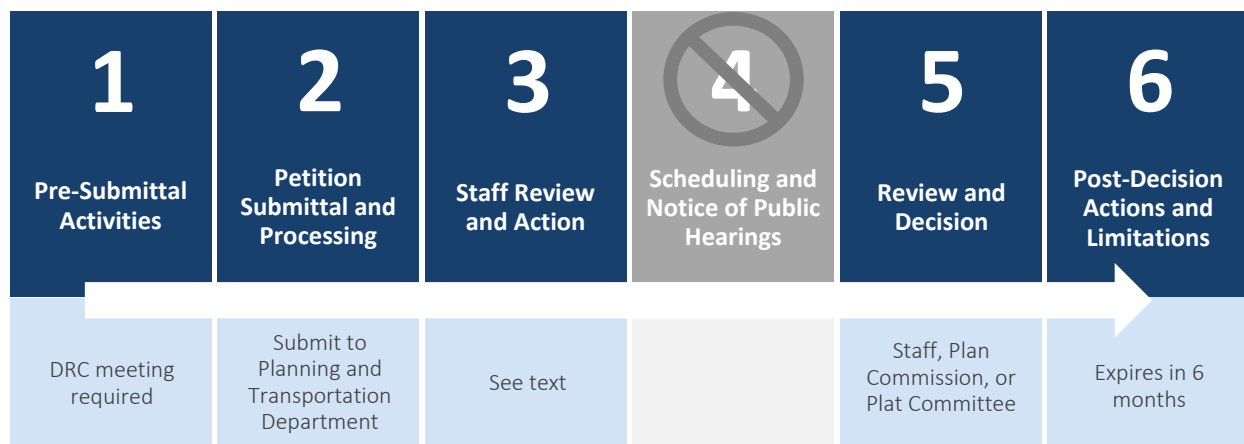 1
Pre-Submittal
Activities
DRC meeting
required
2
Petition
Submittal and
Processing
Submit to
Planning and
Transportation
Department
3
Staff Review
and Action
See text
4
Scheduling and
Notice of Public
Hearings
5
Review and
Decision
Staff, Plan
Commission, or
Plat Committee
6
Post-Decision
Actions and
Limitations
Expires in 6
months